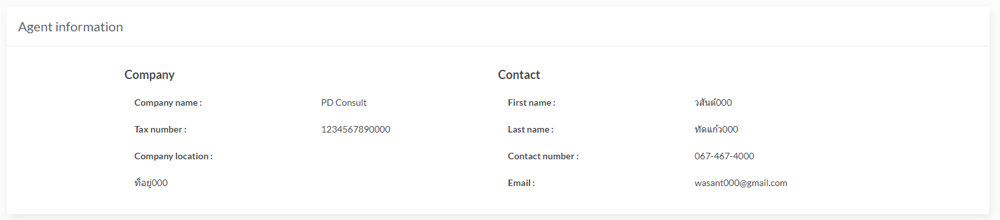 Agent information
Company
Company name :
PD Consult
Tax number :
1234567890000
Company location :
ที่อยู่000
Contact
First name :
วสันต์000
Last name :
ทัดแก้ว000
Contact number :
067-467-4000
Email :
wasant000@gmail.com